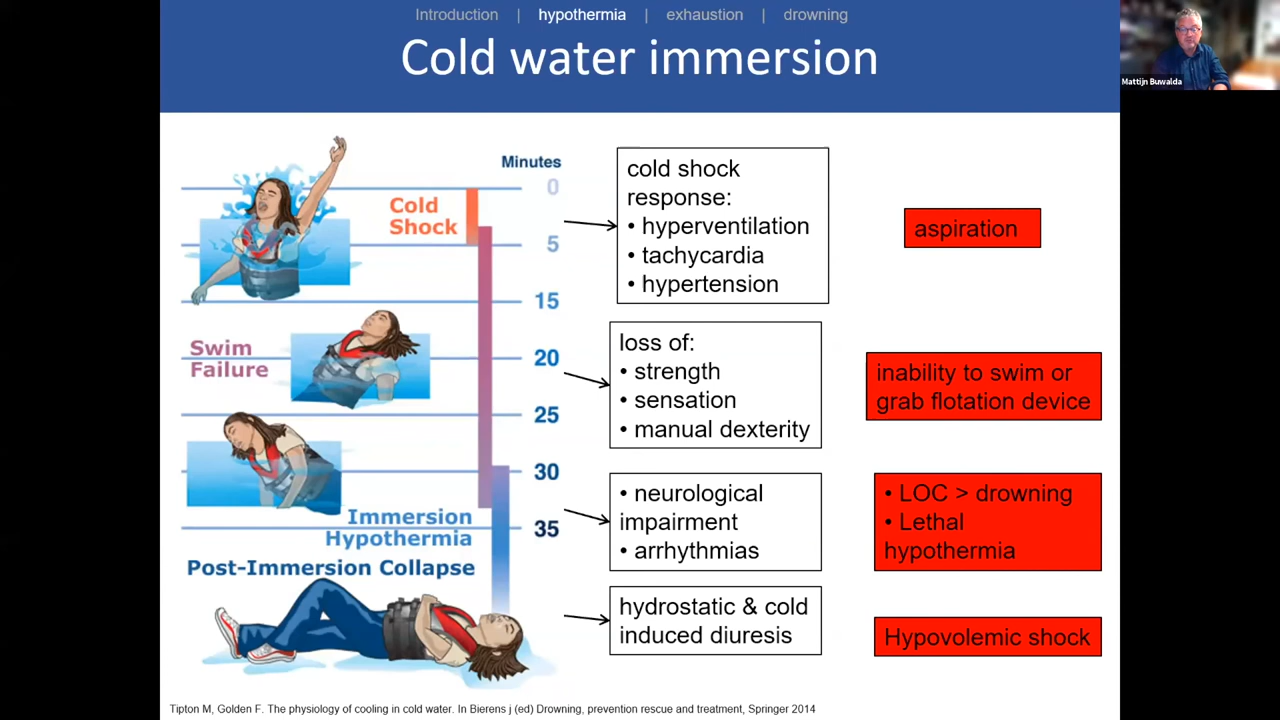 Introduction | hypothermia | exhaustion | drowning
Cold water immersion
Mattijn Buwalda
Minutes
0
5
15
20
25
30
35
Cold
Shock
Swim
Failure
Immersion
Hypothermia
Post-Immersion Collapse
cold shock
response:
• hyperventilation
• tachycardia
• hypertension
aspiration
loss of:
• strength
• sensation
• manual dexterity
inability to swim or
grab flotation device
• neurological
impairment
• arrhythmias
• LOC > drowning
• Lethal
hypothermia
hydrostatic & cold
induced diuresis
Hypovolemic shock
Tipton M, Golden F. The physiology of cooling in cold water. In Bierens j (ed) Drowning, prevention rescue and treatment, Springer 2014